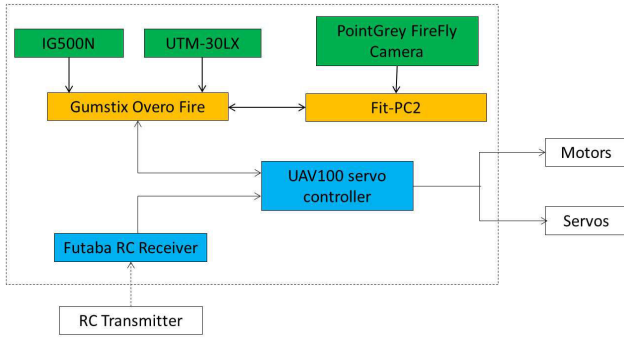 IG500N
UTM-30LX
PointGrey FireFly
Camera
Gumstix Overo Fire
Fit-PC2
UAV100 servo
controller
Motors
Servos
Futaba RC Receiver
RC Transmitter